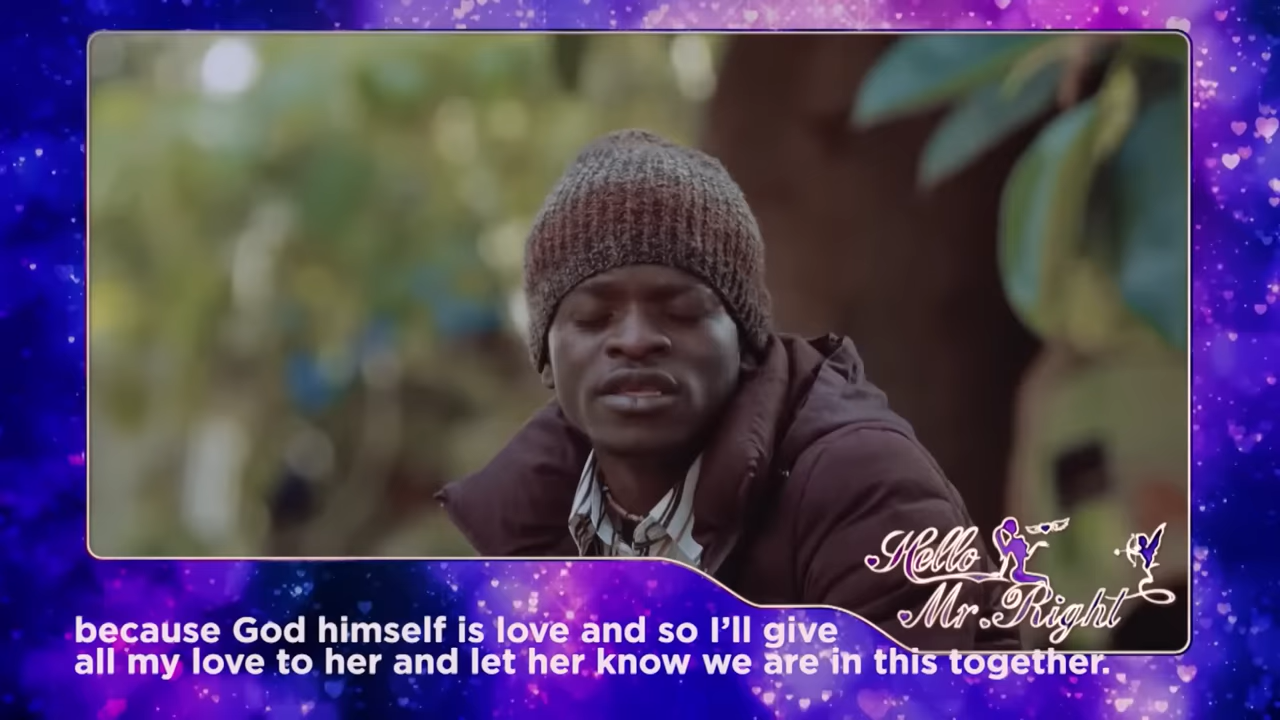 Hello
Mr. Right
because God himself is love and so I'll give
all my love to her and let her know we are in this together.